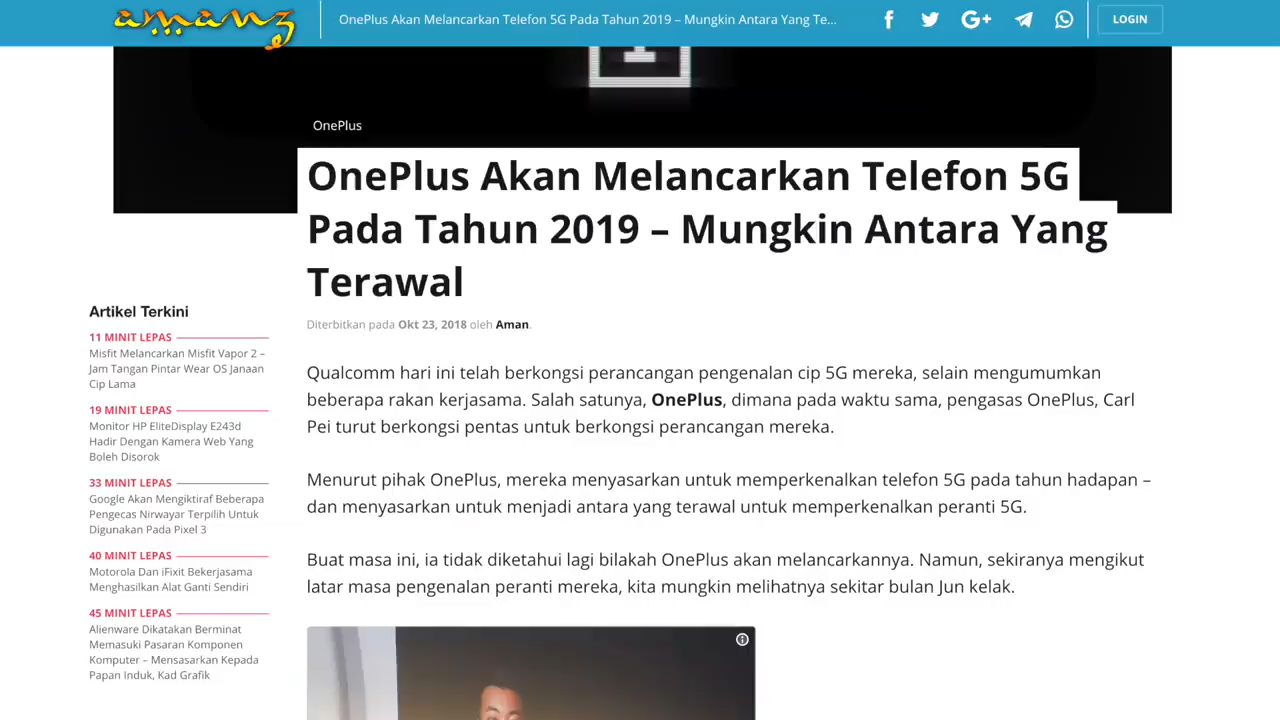 amanz
OnePlus Akan Melancarkan Telefon 5G Pada Tahun 2019 – Mungkin Antara Yang Te...
LOGIN
OnePlus
OnePlus Akan Melancarkan Telefon 5G
Pada Tahun 2019 – Mungkin Antara Yang
Terawal
Diterbitkan pada Okt 23, 2018 oleh Aman.
Artikel Terkini
11 MINIT LEPAS
Misfit Melancarkan Misfit Vapor 2 –
Jam Tangan Pintar Wear OS Janaan
Cip Lama
19 MINIT LEPAS
Monitor HP EliteDisplay E243d
Hadir Dengan Kamera Web Yang
Boleh Disorok
33 MINIT LEPAS
Google Akan Mengiktiraf Beberapa
Pengecas Nirwayar Terpilih Untuk
Digunakan Pada Pixel 3
40 MINIT LEPAS
Motorola Dan iFixit Bekerjasama
Menghasilkan Alat Ganti Sendiri
45 MINIT LEPAS
Alienware Dikatakan Berminat
Memasuki Pasaran Komponen
Komputer – Mensasarkan Kepada
Papan Induk, Kad Grafik
Qualcomm hari ini telah berkongsi perancangan pengenalan cip 5G mereka, selain mengumumkan
beberapa rakan kerjasama. Salah satunya, OnePlus, dimana pada waktu sama, pengasas OnePlus, Carl
Pei turut berkongsi pentas untuk berkongsi perancangan mereka.
Menurut pihak OnePlus, mereka menyasarkan untuk memperkenalkan telefon 5G pada tahun hadapan –
dan menyasarkan untuk menjadi antara yang terawal untuk memperkenalkan peranti 5G.
Buat masa ini, ia tidak diketahui lagi bilakah OnePlus akan melancarkannya. Namun, sekiranya mengikut
latar masa pengenalan peranti mereka, kita mungkin melihatnya sekitar bulan Jun kelak.